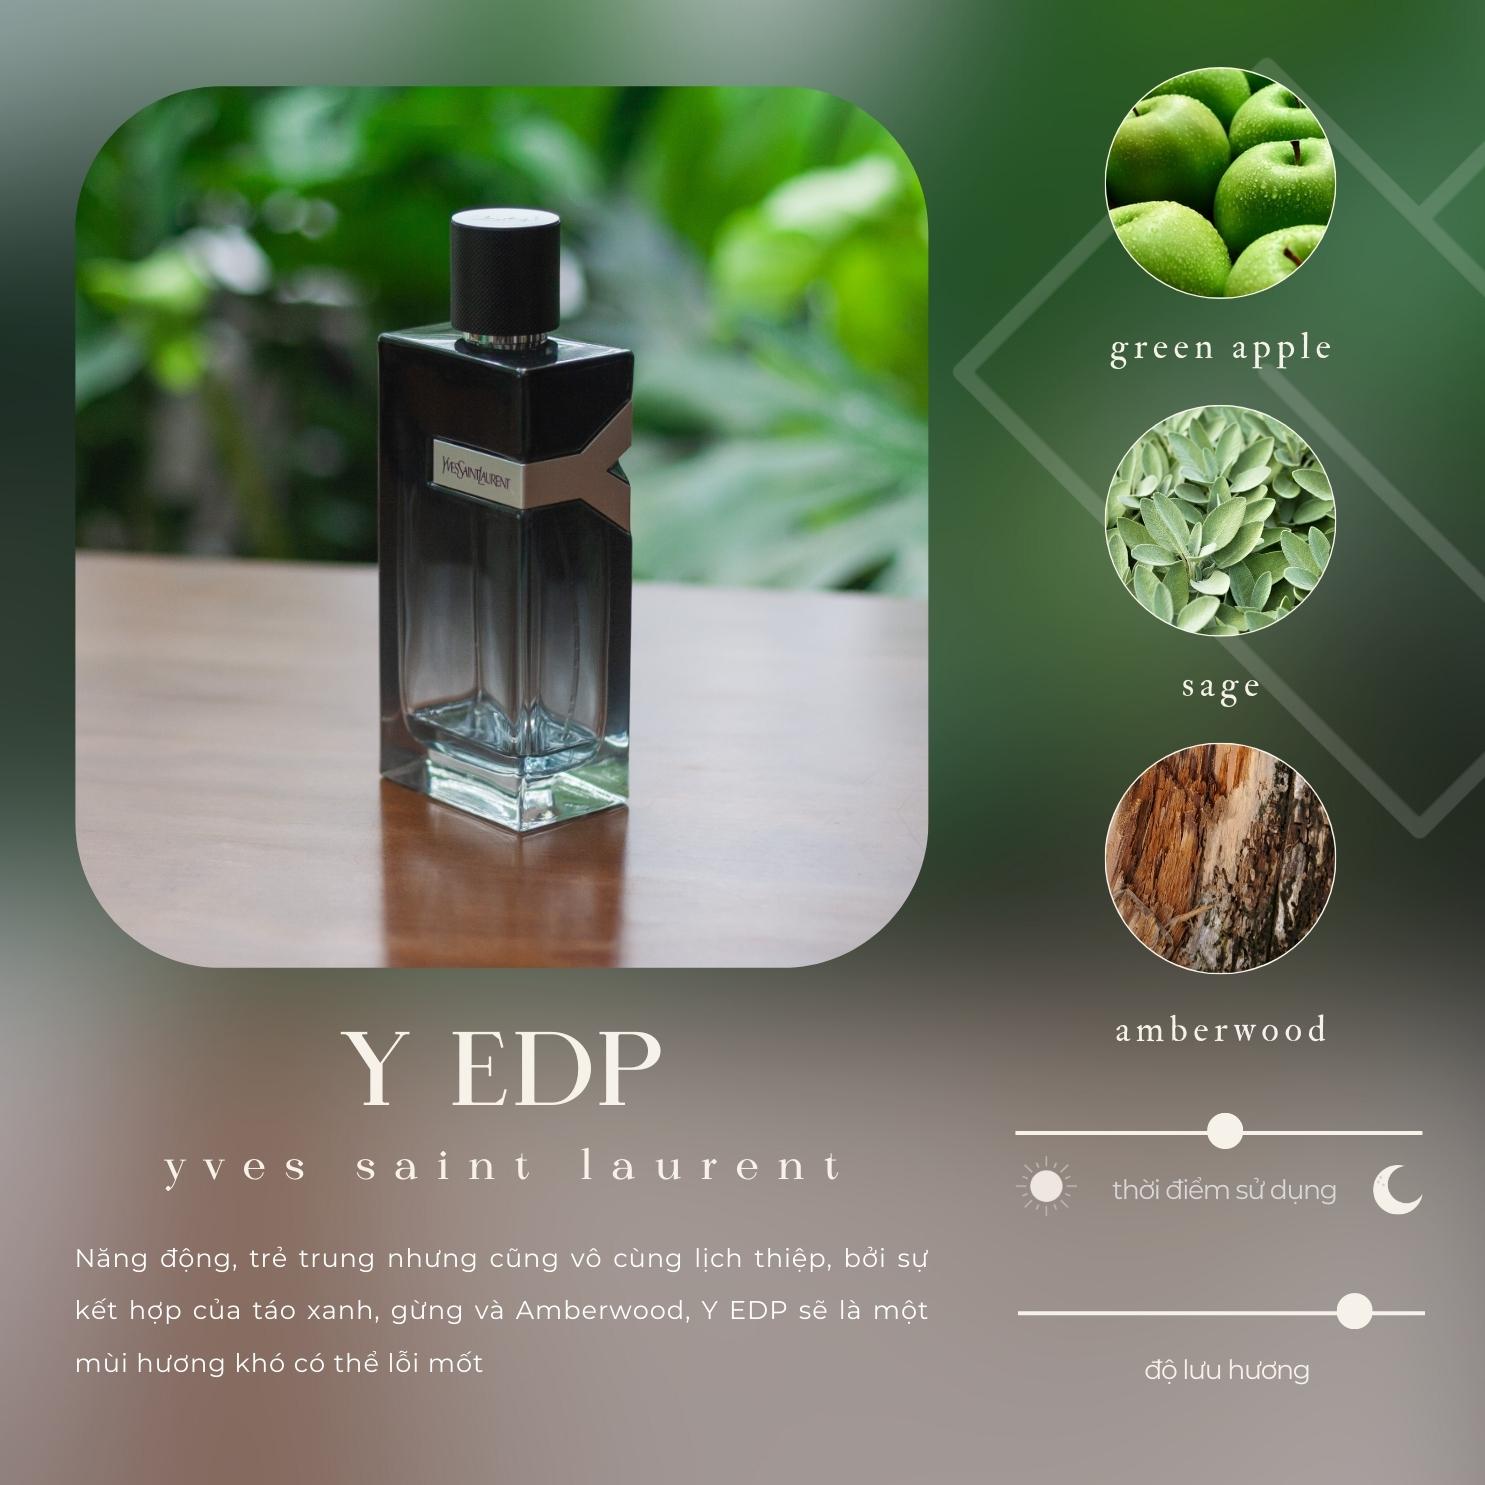 YVESSAINTLAURENT
green apple
sage
amberwood
Y EDP
yves saint laurent
Năng động, trẻ trung nhưng cũng vô cùng lịch thiệp, bởi sự
kết hợp của táo xanh, gừng và Amberwood, Y EDP sẽ là một
mùi hương khó có thể lỗi mốt
thời điểm sử dụng
độ lưu hương